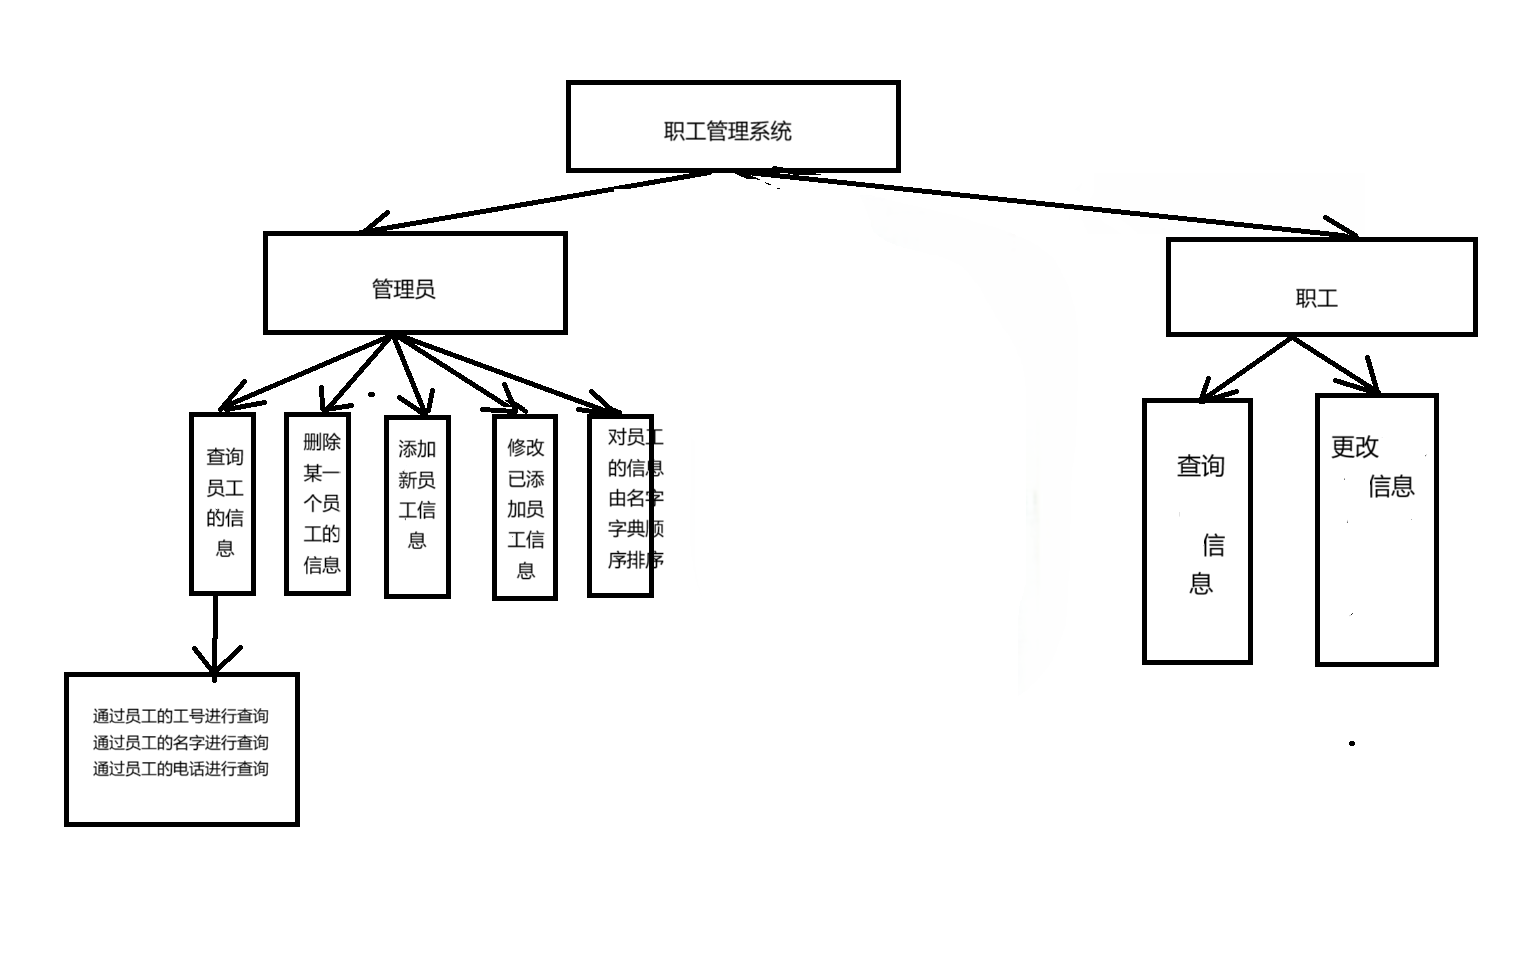 职工管理系统
管理员
职工
查询
员工
的信
息
删除
某一
个员
工的
信息
添加
新员
工信
息
修改
已添
加员
工信
息
对员工
的信息
由名字
字典顺
序排序
查询
信
息
更改
信息
通过员工的工号进行查询
通过员工的名字进行查询
通过员工的电话进行查询